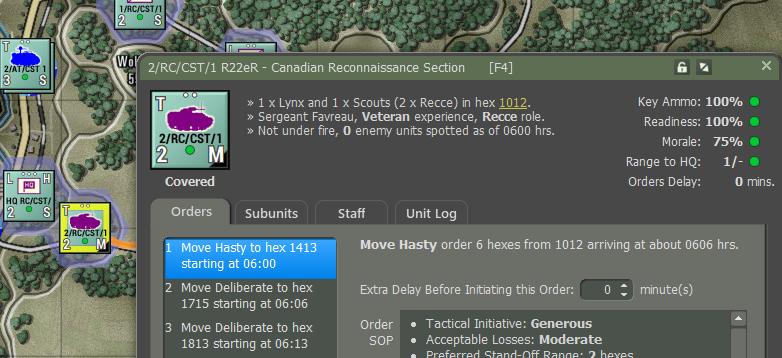 1/RC/CST/
2
T
2/AT/CST 1
3 S
Wol
5
L H
HQ
HQ RC/CST/
2 S
T
2/RC/CST/1
2 M
2/RC/CST/1 R22eR - Canadian Reconnaissance Section [F4]
T
2/RC/CST/1
2 M
Covered
» 1 x Lynx and 1 x Scouts (2 x Recce) in hex 1012.
» Sergeant Favreau, Veteran experience, Recce role.
» Not under fire, 0 enemy units spotted as of 0600 hrs.
Key Ammo: 100%
Readiness: 100%
Morale: 75%
Range to HQ: 1/-
Orders Delay: 0 mins.
Orders
Subunits
Staff
Unit Log
1 Move Hasty to hex 1413
starting at 06:00
2 Move Deliberate to hex
1715 starting at 06:06
3 Move Deliberate to hex
1813 starting at 06:13
Move Hasty order 6 hexes from 1012 arriving at about 0606 hrs.
Extra Delay Before Initiating this Order: 0 minute(s)
Order
SOP
• Tactical Initiative: Generous
• Acceptable Losses: Moderate
• Preferred Stand-Off Range: 2 hexes